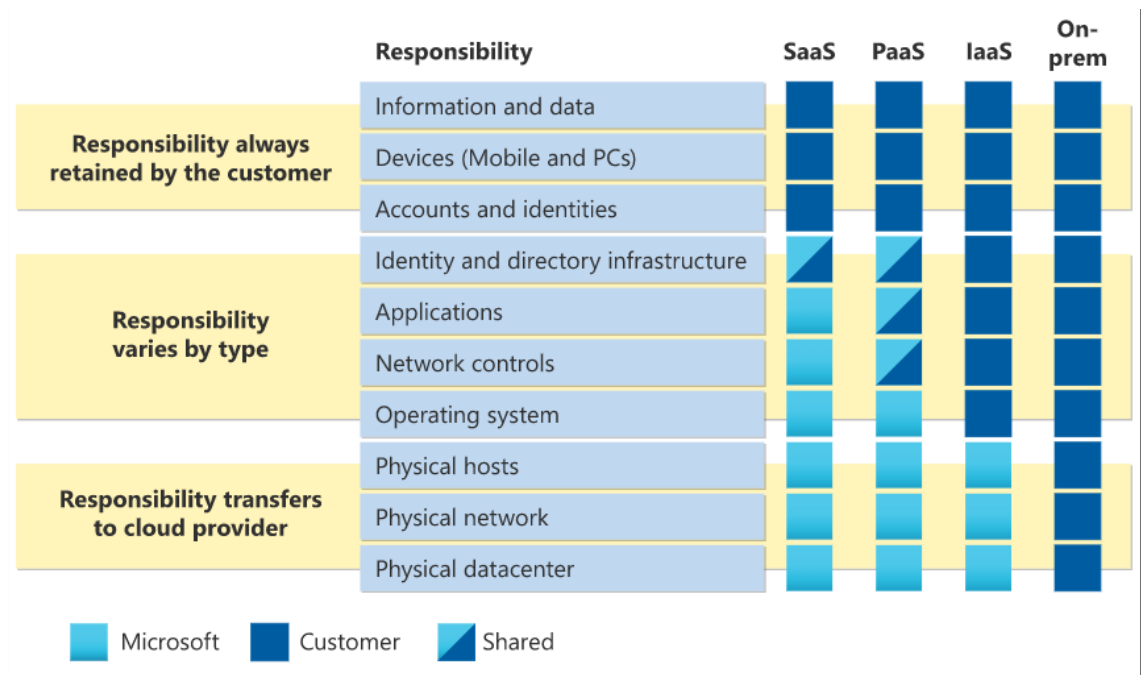 Responsibility
SaaS
PaaS
IaaS
On-
prem
Responsibility always
retained by the customer
Information and data
Devices (Mobile and PCs)
Accounts and identities
Responsibility
varies by type
Identity and directory infrastructure
Applications
Network controls
Operating system
Responsibility transfers
to cloud provider
Physical hosts
Physical network
Physical datacenter
Microsoft
Customer
Shared